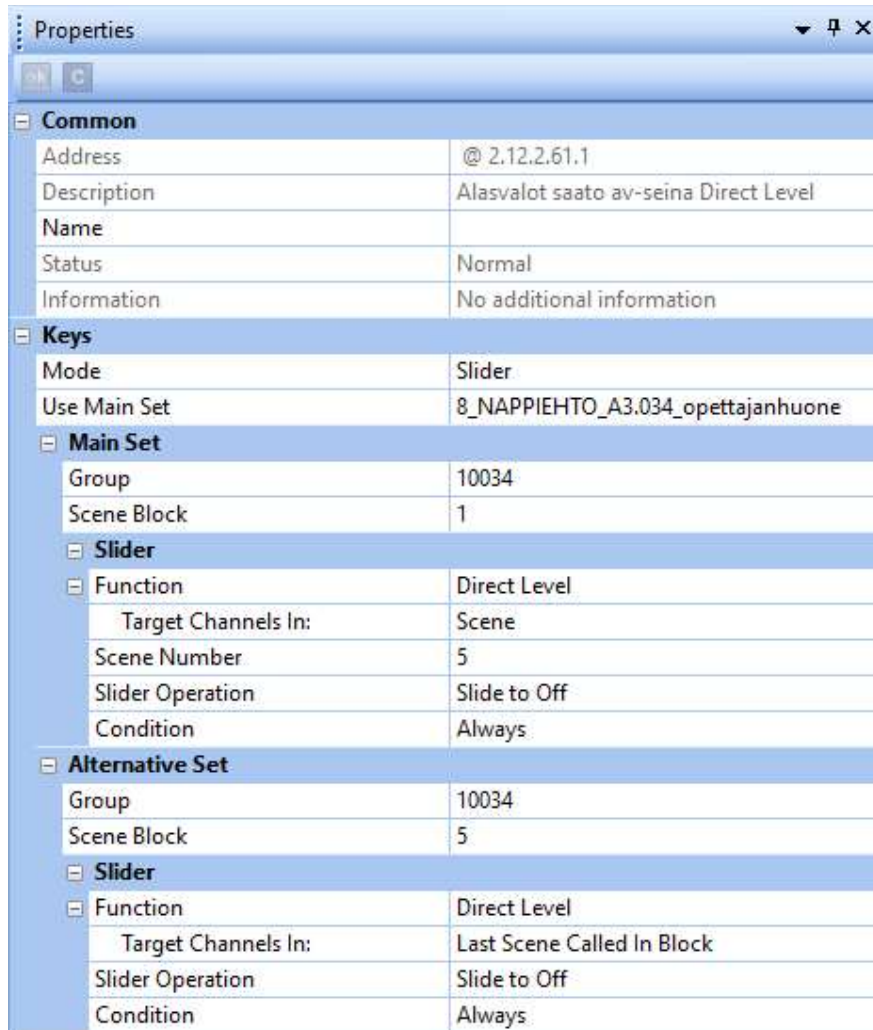 Properties
ok C
Common
Address @ 2.12.2.61.1
Description Alasvalot saato av-seina Direct Level
Name
Status Normal
Information No additional information
Keys
Mode Slider
Use Main Set 8_NAPPIEHTO_A3.034_opettajanhuone
Main Set
Group 10034
Scene Block 1
Slider
Function Direct Level
Target Channels In: Scene
Scene Number 5
Slider Operation Slide to Off
Condition Always
Alternative Set
Group 10034
Scene Block 5
Slider
Function Direct Level
Target Channels In: Last Scene Called In Block
Slider Operation Slide to Off
Condition Always